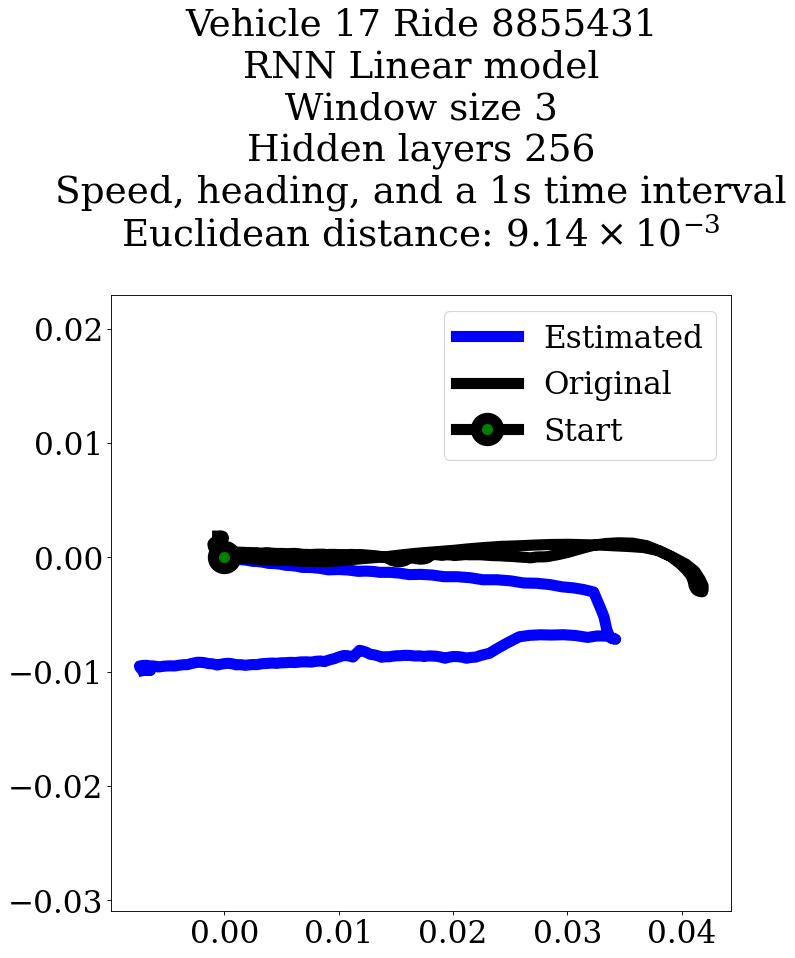 Vehicle 17 Ride 8855431
RNN Linear model
Window size 3
Hidden layers 256
Speed, heading, and a 1s time interval
Euclidean distance: 9.14 × 10⁻³
Estimated
Original
Start
0.02
0.01
0.00
−0.01
−0.02
−0.03
0.00 0.01 0.02 0.03 0.04